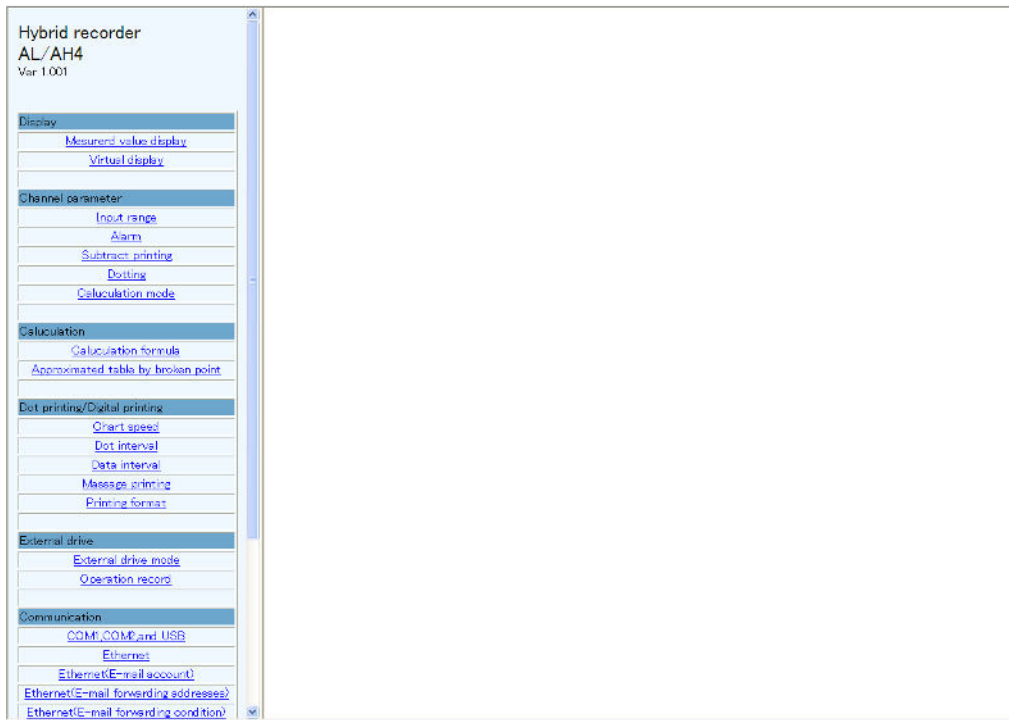 Hybrid recorder
AL/AH4
Ver 1.001
Display
Mesurerd value display
Virtual display
Channel parameter
Input range
Alarm
Subtract printing
Dotting
Caluculation mode
Caluculation
Caluculation formula
Approximated table by broken point
Dot printing/Digital printing
Chart speed
Dot interval
Data interval
Massage printing
Printing format
External drive
External drive mode
Operation record
Communication
COM1,COM2,and USB
Ethernet
Ethernet(E-mail account)
Ethernet(E-mail forwarding addresses)
Ethernet(E-mail forwarding condition)